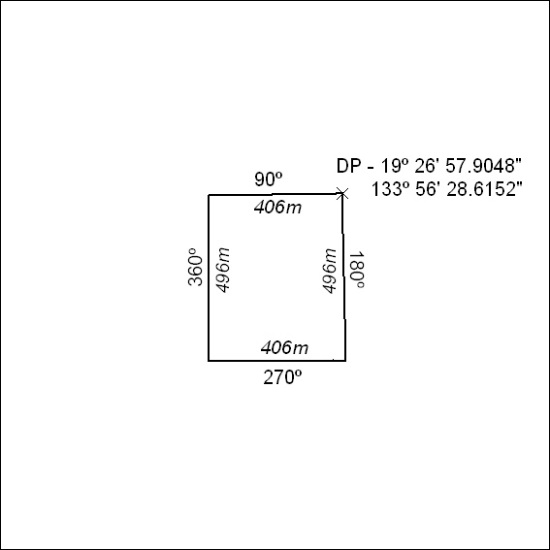 DP - 19º 26' 57.9048"
133º 56' 28.6152"
90º
406m
360º
496m
496m
180º
406m
270º